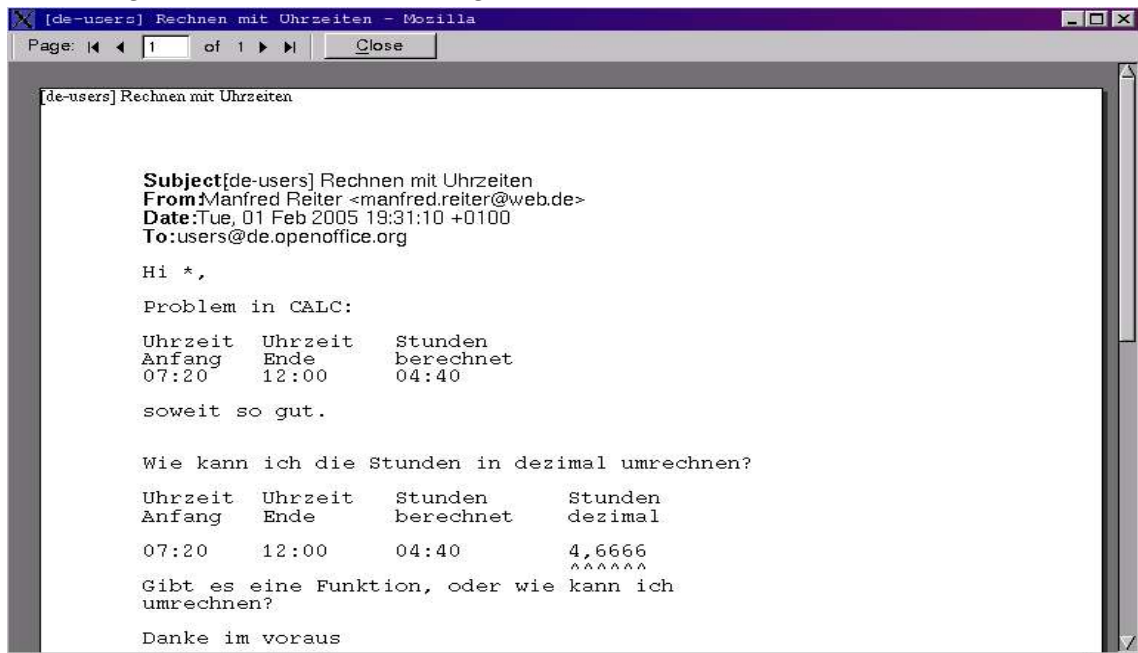 [de-users] Rechnen mit Uhrzeiten - Mozilla
Page: 1 of 1 Close
[de-users] Rechnen mit Uhrzeiten
Subject:[de-users] Rechnen mit Uhrzeiten
From:Manfred Reiter <manfred.reiter@web.de>
Date:Tue, 01 Feb 2005 19:31:10 +0100
To:users@de.openoffice.org
Hi *,
Problem in CALC:
Uhrzeit Uhrzeit Stunden
Anfang Ende berechnet
07:20 12:00 04:40
soweit so gut.
Wie kann ich die Stunden in dezimal umrechnen?
Uhrzeit Uhrzeit Stunden Stunden
Anfang Ende berechnet dezimal
07:20 12:00 04:40 4,6666
^^^^^^
Gibt es eine Funktion, oder wie kann ich
umrechnen?
Danke im voraus